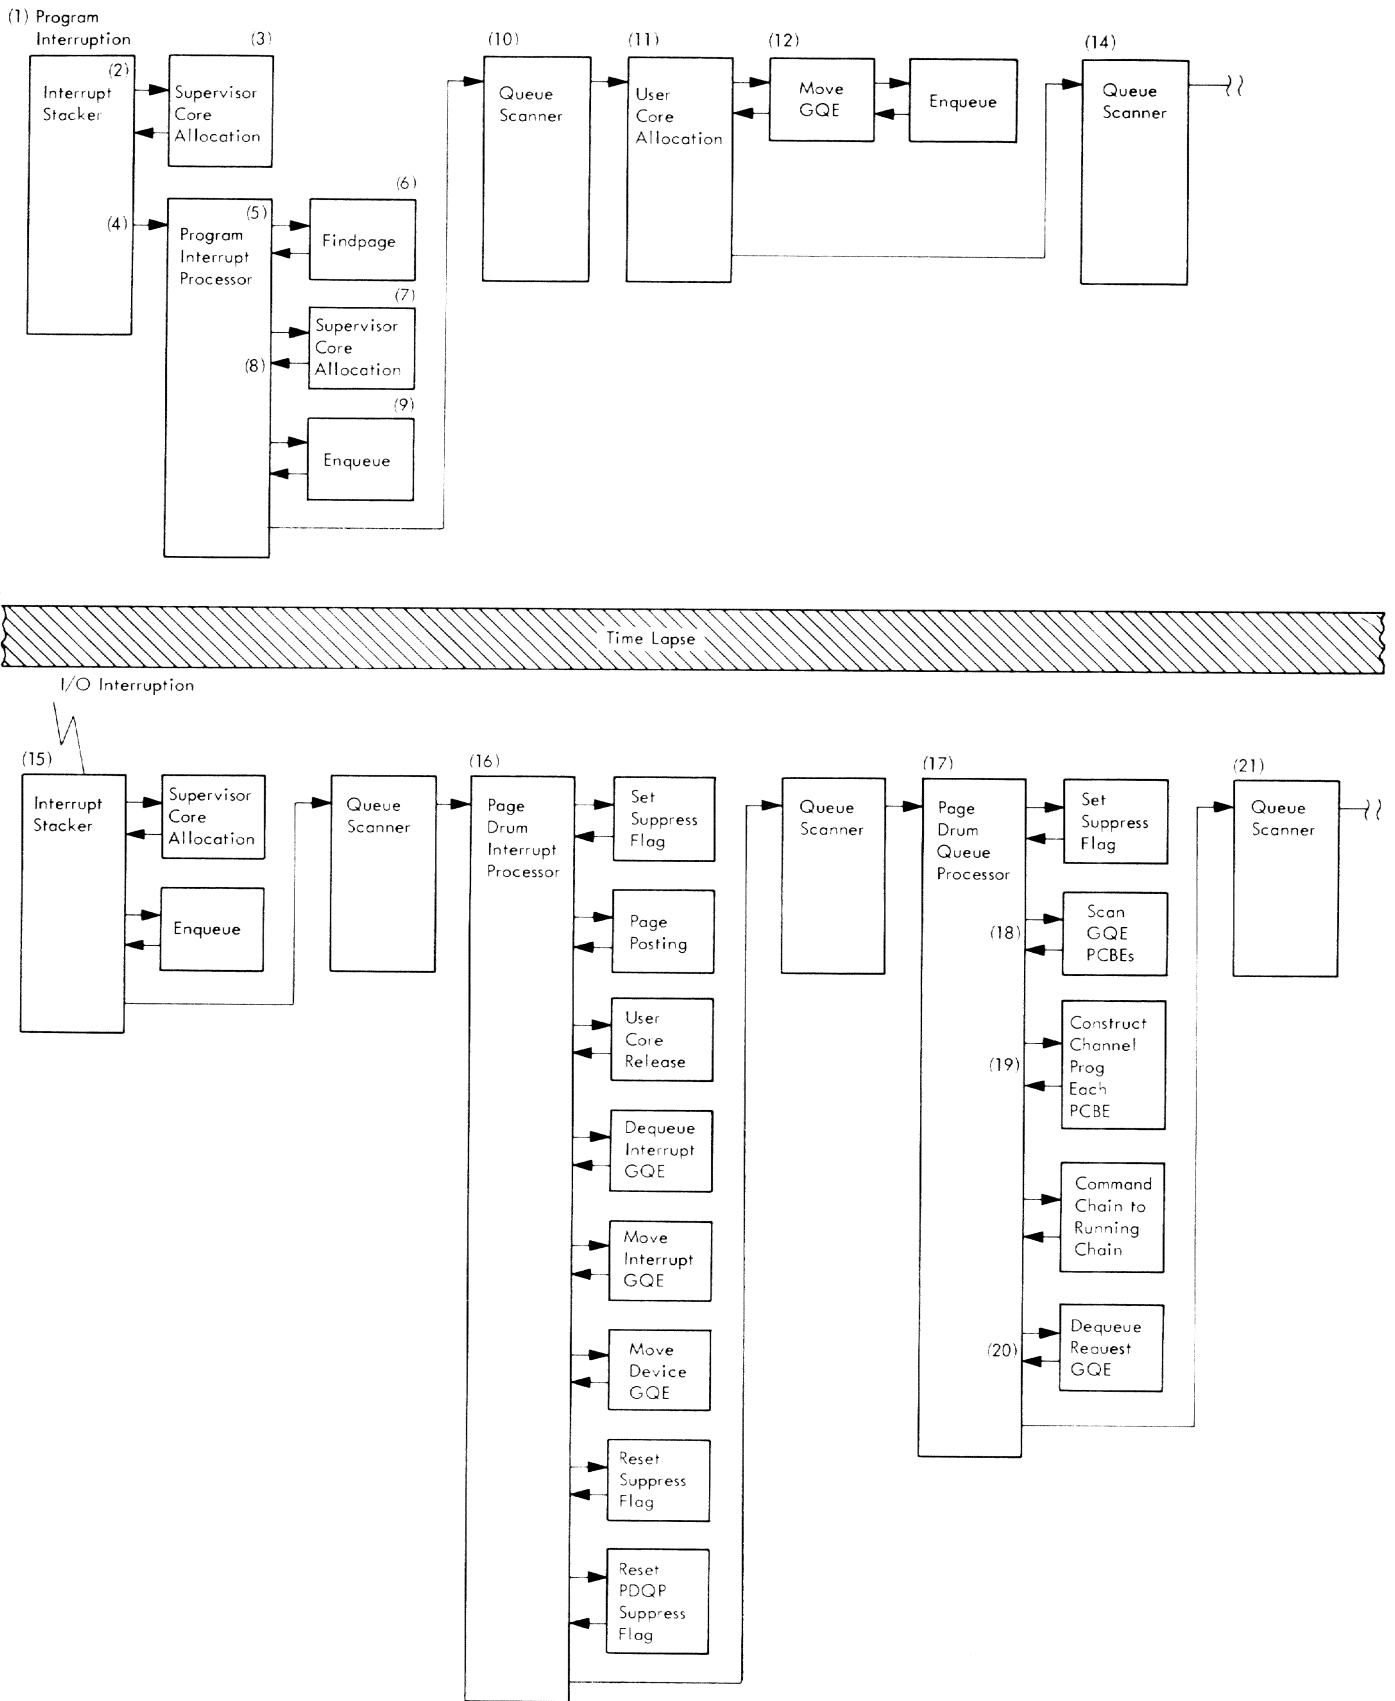 (1) Program
Interruption
(2)
Interrupt
Stacker
(3)
Supervisor
Core
Allocation
(4)
(5)
Program
Interrupt
Processor
(6)
Findpage
(7)
Supervisor
Core
Allocation
(8)
(9)
Enqueue
(10)
Queue
Scanner
(11)
User
Core
Allocation
(12)
Move
GQE
Enqueue
(14)
Queue
Scanner
Time Lapse
I/O Interruption
(15)
Interrupt
Stacker
Supervisor
Core
Allocation
Enqueue
Queue
Scanner
(16)
Page
Drum
Interrupt
Processor
Set
Suppress
Flag
Page
Posting
User
Core
Release
Dequeue
Interrupt
GQE
Move
Interrupt
GQE
Move
Device
GQE
Reset
Suppress
Flag
Reset
PDQP
Suppress
Flag
Queue
Scanner
(17)
Page
Drum
Queue
Processor
Set
Suppress
Flag
(18)
Scan
GQE
PCBEs
(19)
Construct
Channel
Prog
Each
PCBE
Command
Chain to
Running
Chain
(20)
Dequeue
Request
GQE
(21)
Queue
Scanner